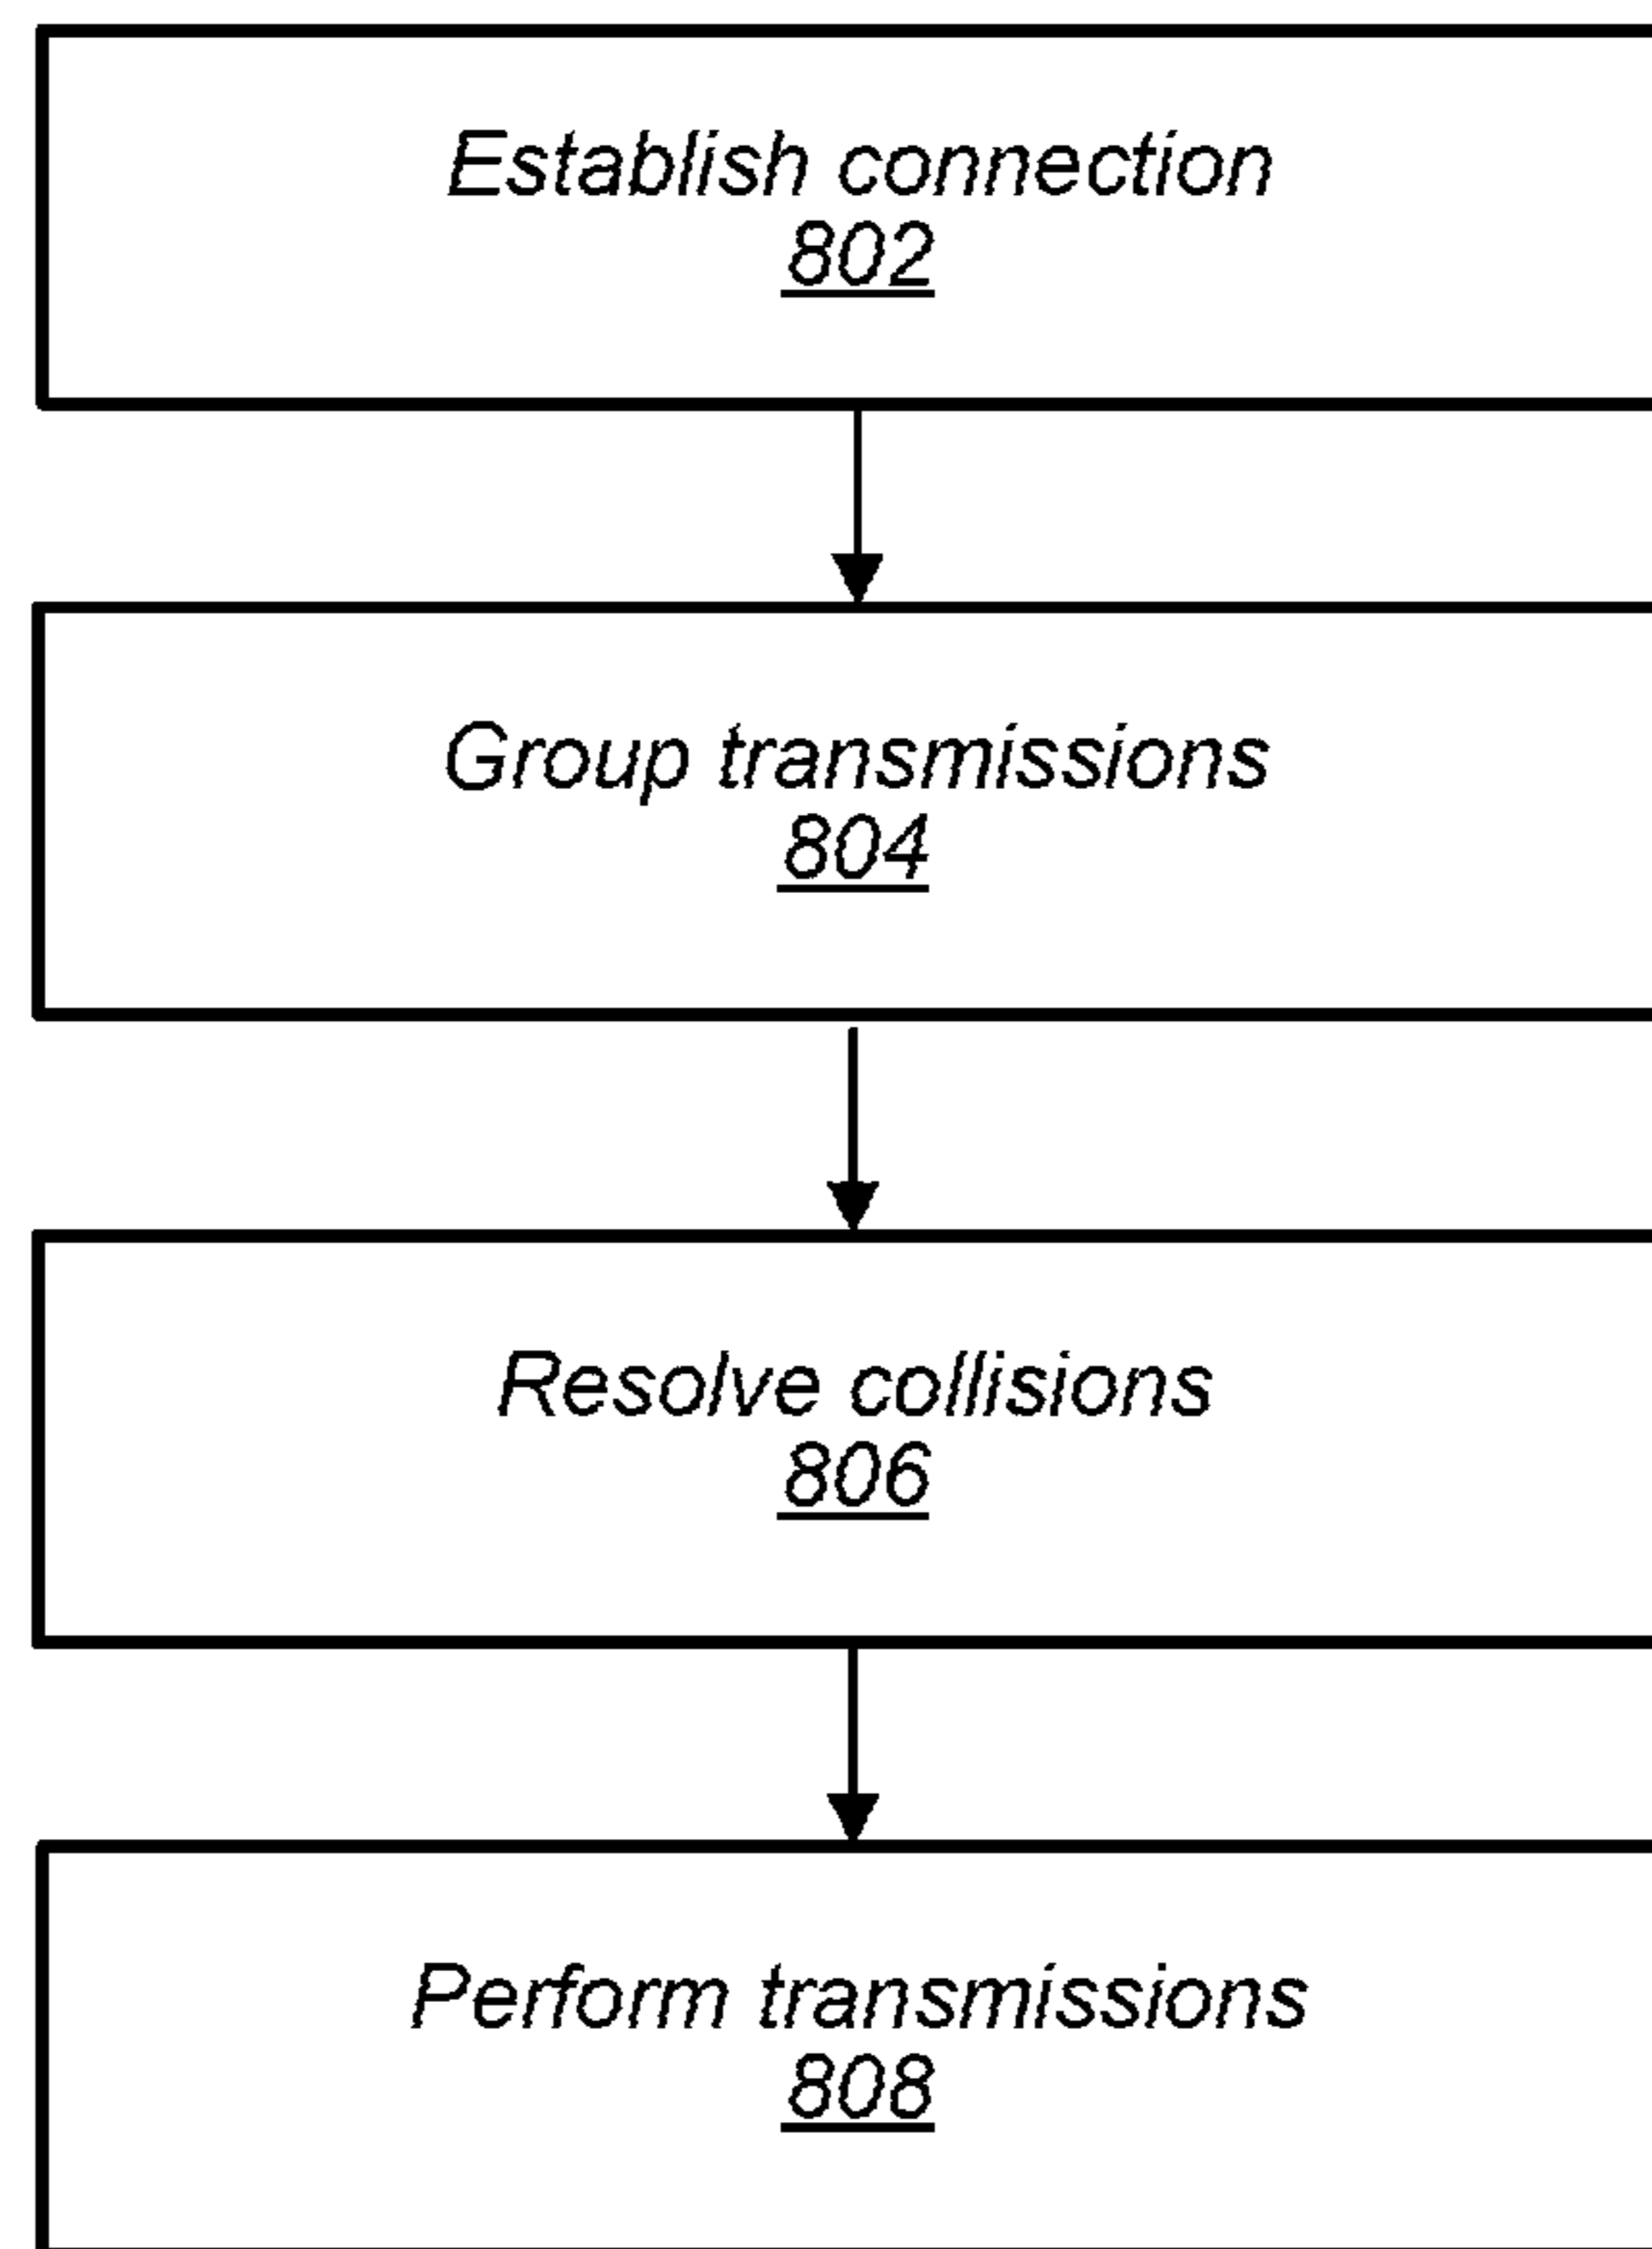 Establish connection
802
Group transmissions
804
Resolve collisions
806
Perform transmissions
808